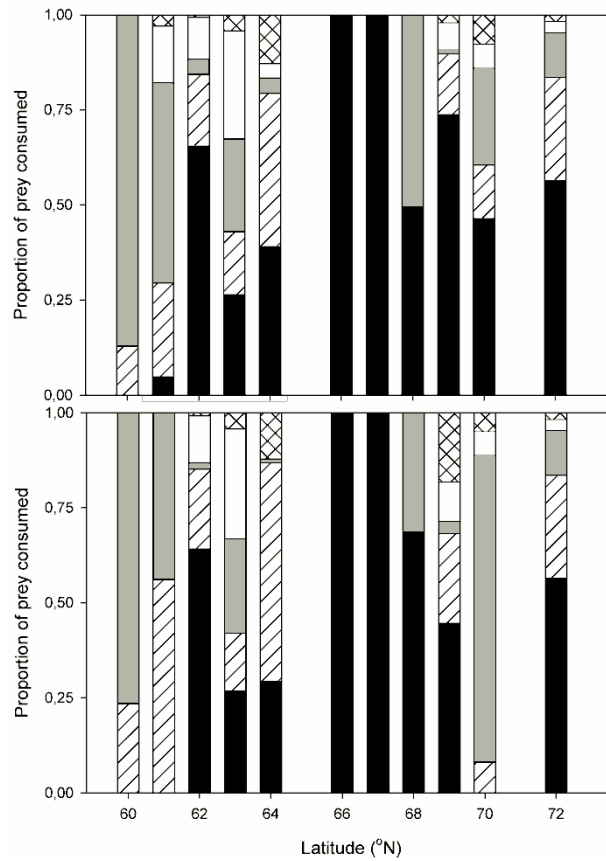 1,00
0,75
0,50
0,25
0,00
Proportion of prey consumed
1,00
0,75
0,50
0,25
0,00
Proportion of prey consumed
60 62 64 66 68 70 72
Latitude (°N)